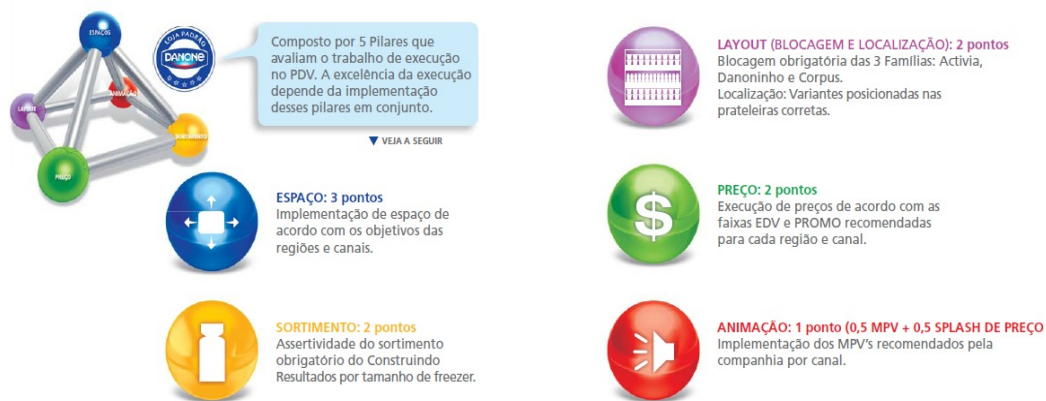 ESPAÇOS
LAYOUT
ANIMAÇÃO
SORTIMENTO
PREÇO
LOJA PADRÃO
DANONE
Composto por 5 Pilares que
avaliam o trabalho de execução
no PDV. A excelência da execução
depende da implementação
desses pilares em conjunto.
VEJA A SEGUIR
ESPAÇO: 3 pontos
Implementação de espaço de
acordo com os objetivos das
regiões e canais.
SORTIMENTO: 2 pontos
Assertividade do sortimento
obrigatório do Construindo
Resultados por tamanho de freezer.
LAYOUT (BLOCAGEM E LOCALIZAÇÃO): 2 pontos
Blocagem obrigatória das 3 Famílias: Activia,
Danoninho e Corpus.
Localização: Variantes posicionadas nas
prateleiras corretas.
$
PREÇO: 2 pontos
Execução de preços de acordo com as
faixas EDV e PROMO recomendadas
para cada região e canal.
ANIMAÇÃO: 1 ponto (0,5 MPV + 0,5 SPLASH DE PREÇO
Implementação dos MPV's recomendados pela
companhia por canal.